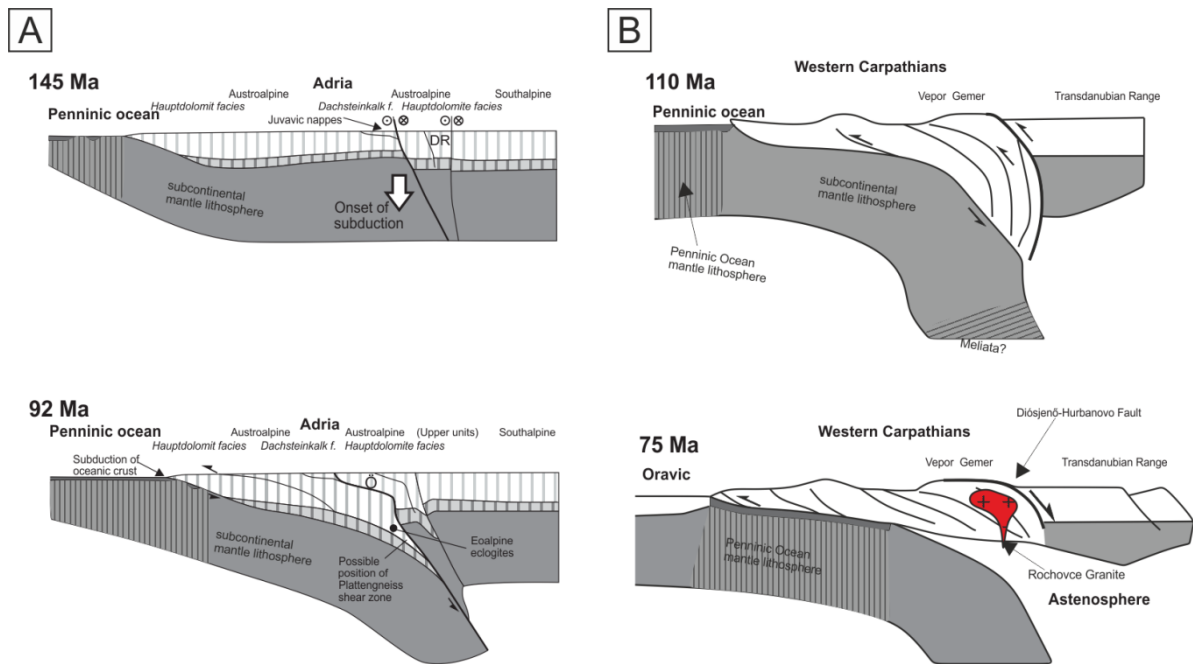 A
145 Ma
Adria
Austroalpine Austroalpine Southalpine
Penninic ocean Hauptdolomit facies Dachsteinkalk f. Hauptdolomite facies
Juvavic nappes
DR
subcontinental
mantle lithosphere
Onset of
subduction
92 Ma
Adria
Penninic ocean Austroalpine Austroalpine (Upper units) Southalpine
Hauptdolomit facies Dachsteinkalk f. Hauptdolomite facies
Subduction of
oceanic crust
Ö
subcontinental
mantle lithosphere
Possible
position of
Plattengneiss
shear zone
Eoalpine
eclogites
B
110 Ma
Western Carpathians
Penninic ocean Vepor Gemer Transdanubian Range
subcontinental
mantle lithosphere
Penninic Ocean
mantle lithosphere
Meliata?
Diósjenő-Hurbanovo Fault
75 Ma
Western Carpathians
Oravic Vepor Gemer Transdanubian Range
Penninic Ocean
mantle lithosphere
Rochovce Granite
Astenosphere